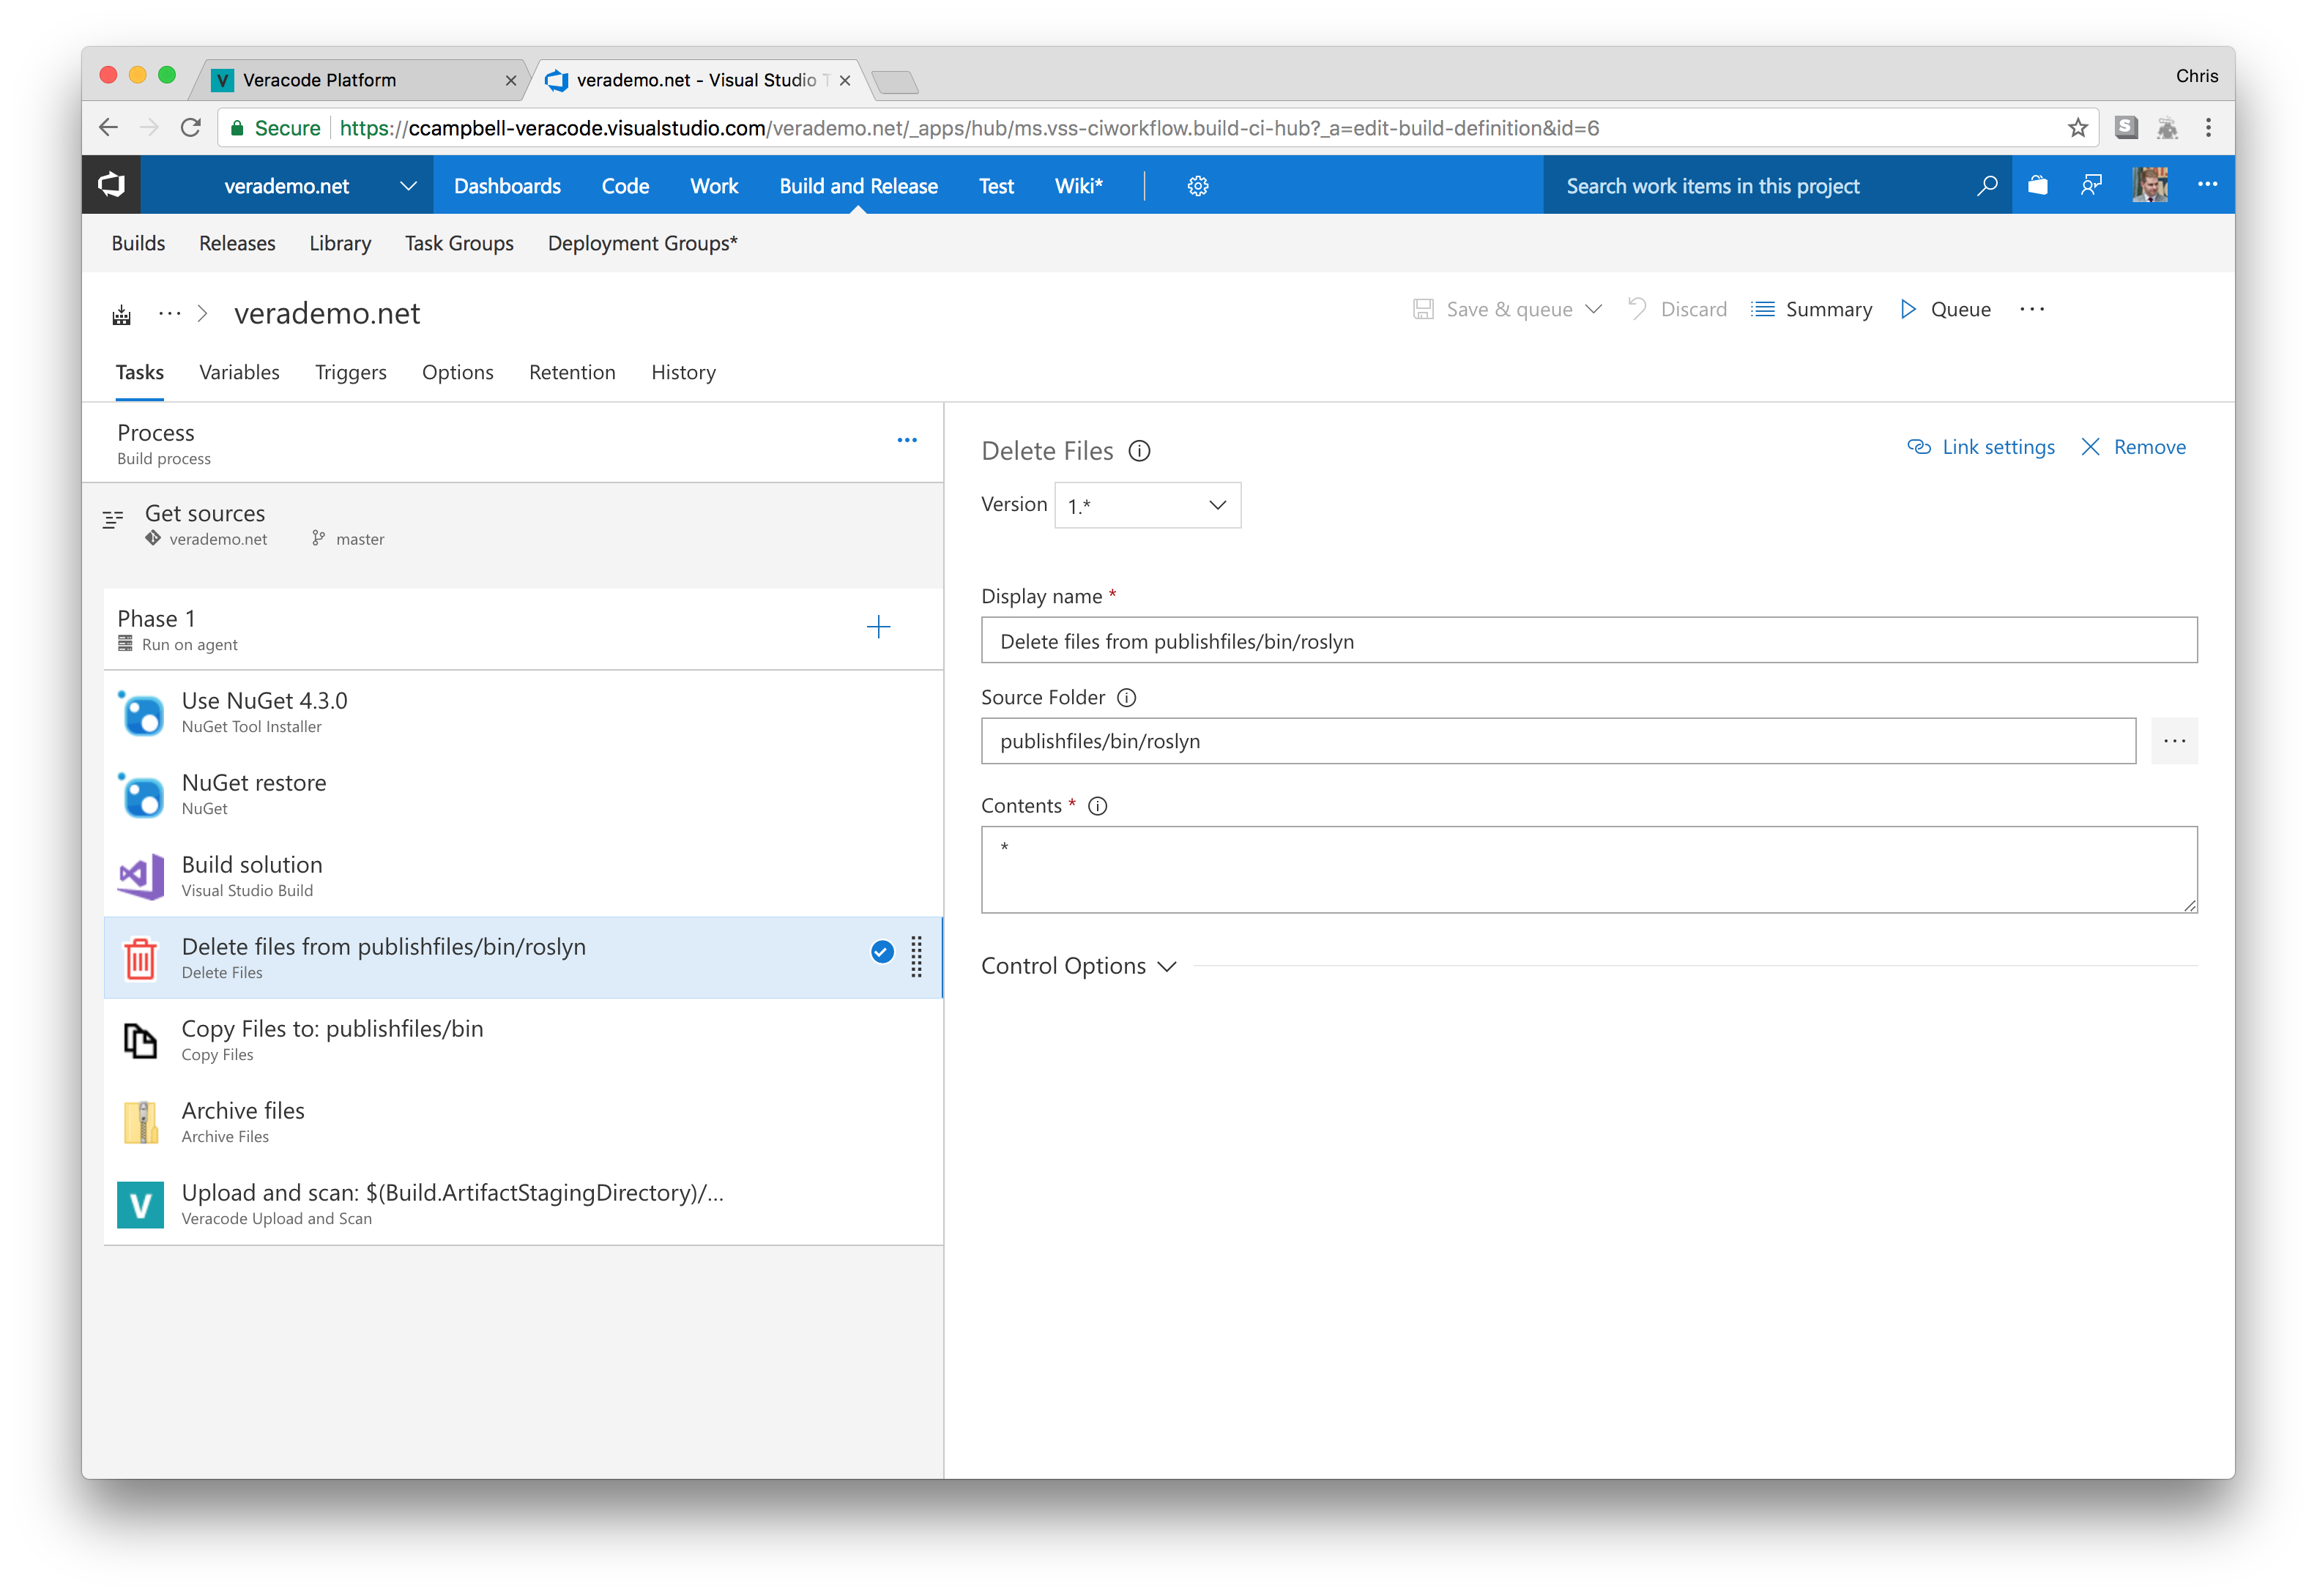 Veracode Platform
verademo.net - Visual Studio T
Chris
Secure
https://ccampbell-veracode.visualstudio.com/verademo.net/_apps/hub/ms.vss-ciworkflow.build-ci-hub?_a=edit-build-definition&id=6
verademo.net
Dashboards
Code
Work
Build and Release
Test
Wiki*
Search work items in this project
Builds
Releases
Library
Task Groups
Deployment Groups*
verademo.net
Save & queue
Discard
Summary
Queue
Tasks
Variables
Triggers
Options
Retention
History
Process
Build process
Get sources
verademo.net
master
Phase 1
Run on agent
Use NuGet 4.3.0
NuGet Tool Installer
NuGet restore
NuGet
Build solution
Visual Studio Build
Delete files from publishfiles/bin/roslyn
Delete Files
Copy Files to: publishfiles/bin
Copy Files
Archive files
Archive Files
V
Upload and scan: $(Build.ArtifactStagingDirectory)/...
Veracode Upload and Scan
Delete Files
Link settings
Remove
Version
1.*
Display name *
Delete files from publishfiles/bin/roslyn
Source Folder
publishfiles/bin/roslyn
Contents *
*
Control Options